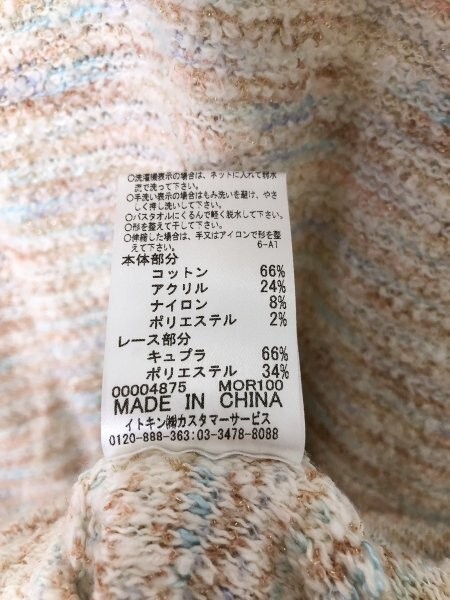 ○洗濯機表示の場合は、ネットに入れて弱水
流で洗って下さい。
○手洗い表示の場合はもみ洗いを避け、やさ
しく押し洗いして下さい。
○バスタオルにくるんで軽く脱水して下さい。
○形を整えて干して下さい。
○伸縮した場合は、手又はアイロンで形を整
えて下さい。 6-A1
本体部分
コットン 66%
アクリル 24%
ナイロン 8%
ポリエステル 2%
レース部分
キュプラ 66%
ポリエステル 34%
00004875 MOR100
MADE IN CHINA
イトキン㈱カスタマーサービス
0120-888-363:03-3478-8088